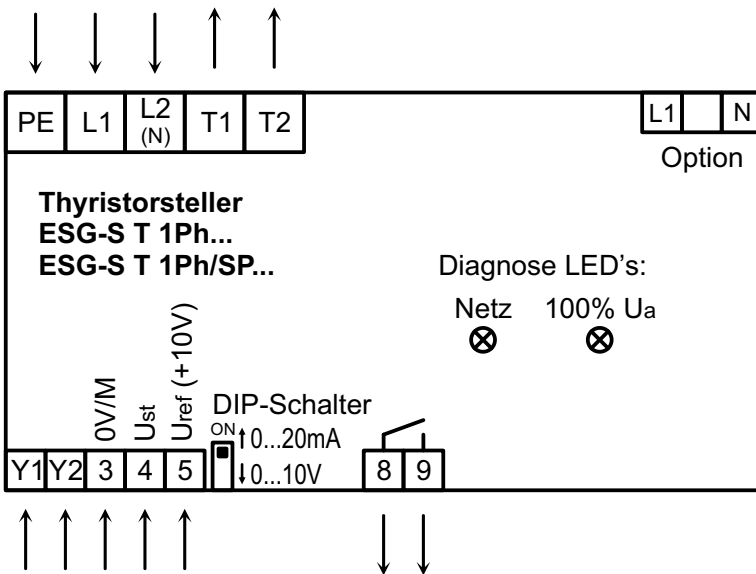 PE L1 L2 (N) T1 T2
L1 N
Option
Thyristorsteller
ESG-S T 1Ph...
ESG-S T 1Ph/SP...
Diagnose LED's:
Netz 100% Ua
0V/M
Ust
Uref (+10V)
DIP-Schalter
ON 0...20mA
0...10V
Y1 Y2 3 4 5
8 9